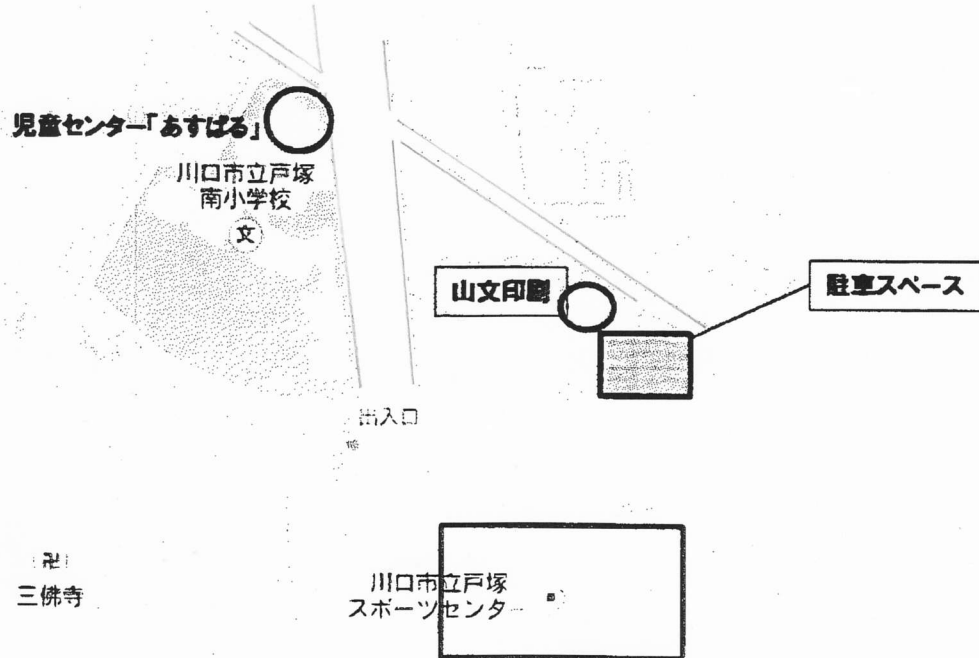 児童センター「あすぱる」
川口市立戸塚
南小学校
文
山文印刷
駐車スペース
出入口
卍
三佛寺
川口市立戸塚
スポーツセンター